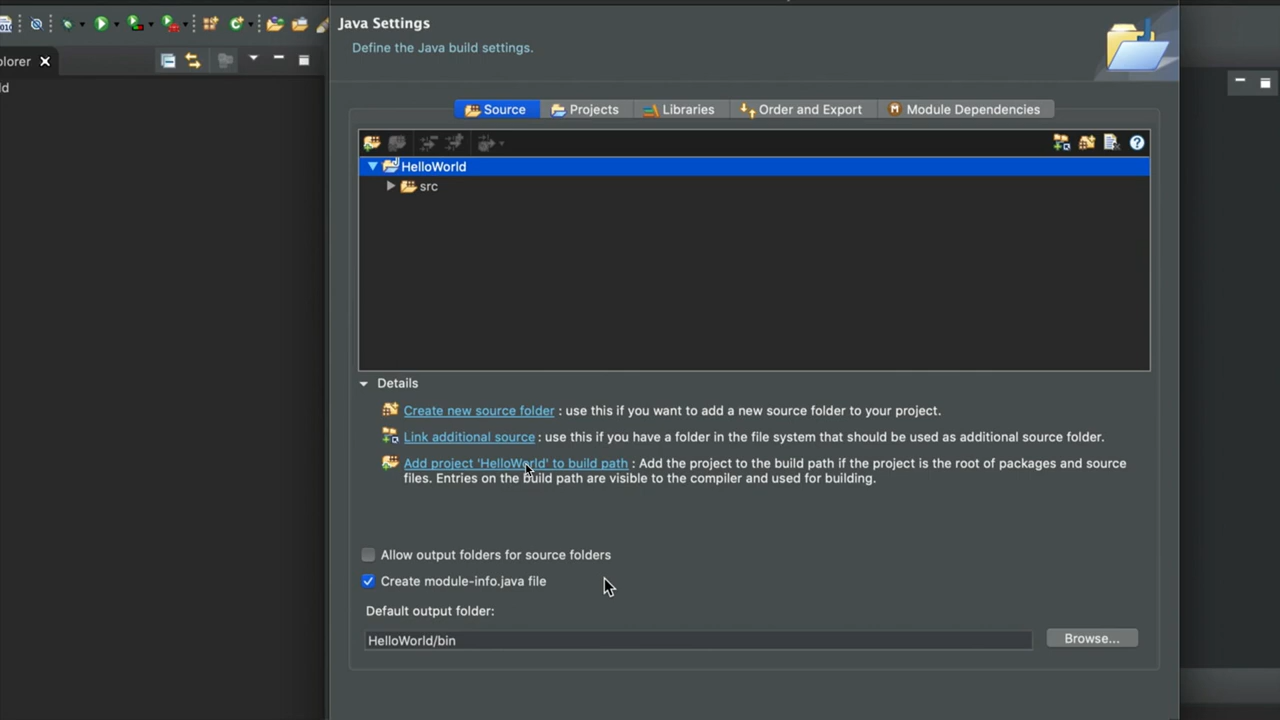 Java Settings
Define the Java build settings.
plorer
ld
Source Projects Libraries Order and Export Module Dependencies
HelloWorld
src
Details
Create new source folder : use this if you want to add a new source folder to your project.
Link additional source : use this if you have a folder in the file system that should be used as additional source folder.
Add project 'HelloWorld' to build path : Add the project to the build path if the project is the root of packages and source
files. Entries on the build path are visible to the compiler and used for building.
Allow output folders for source folders
Create module-info.java file
Default output folder:
HelloWorld/bin
Browse...